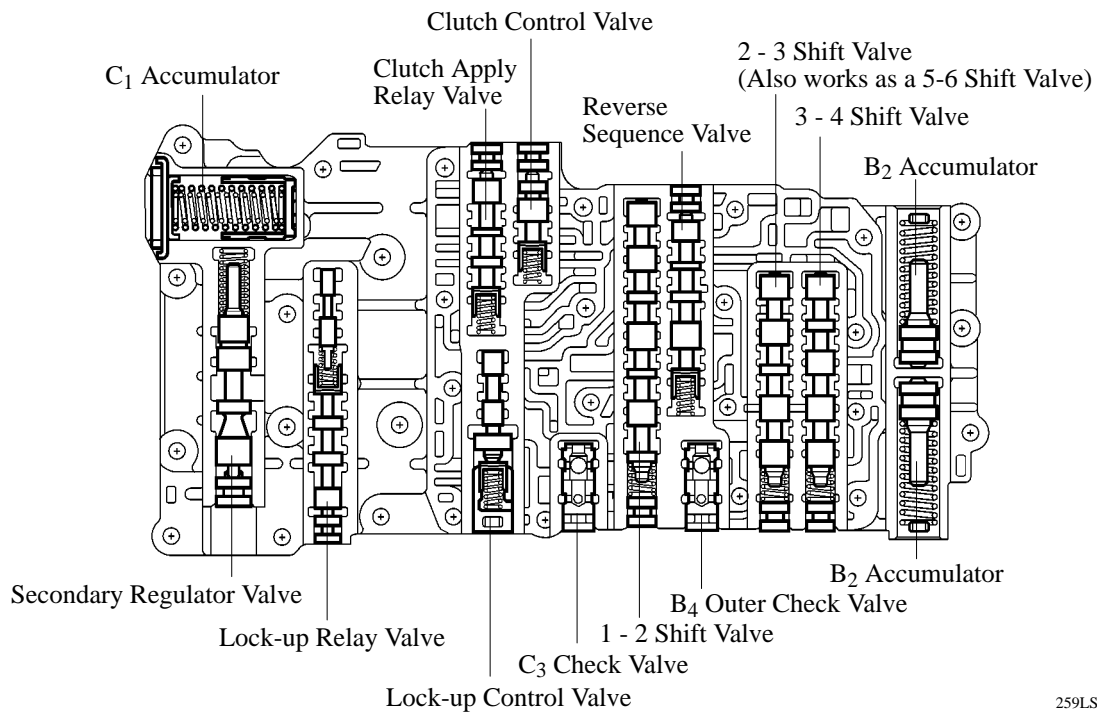 Clutch Control Valve
C₁ Accumulator
Clutch Apply
Relay Valve
Reverse
Sequence Valve
2 - 3 Shift Valve
(Also works as a 5-6 Shift Valve)
3 - 4 Shift Valve
B₂ Accumulator
Secondary Regulator Valve
Lock-up Relay Valve
Lock-up Control Valve
C₃ Check Valve
1 - 2 Shift Valve
B₄ Outer Check Valve
B₂ Accumulator
259LS